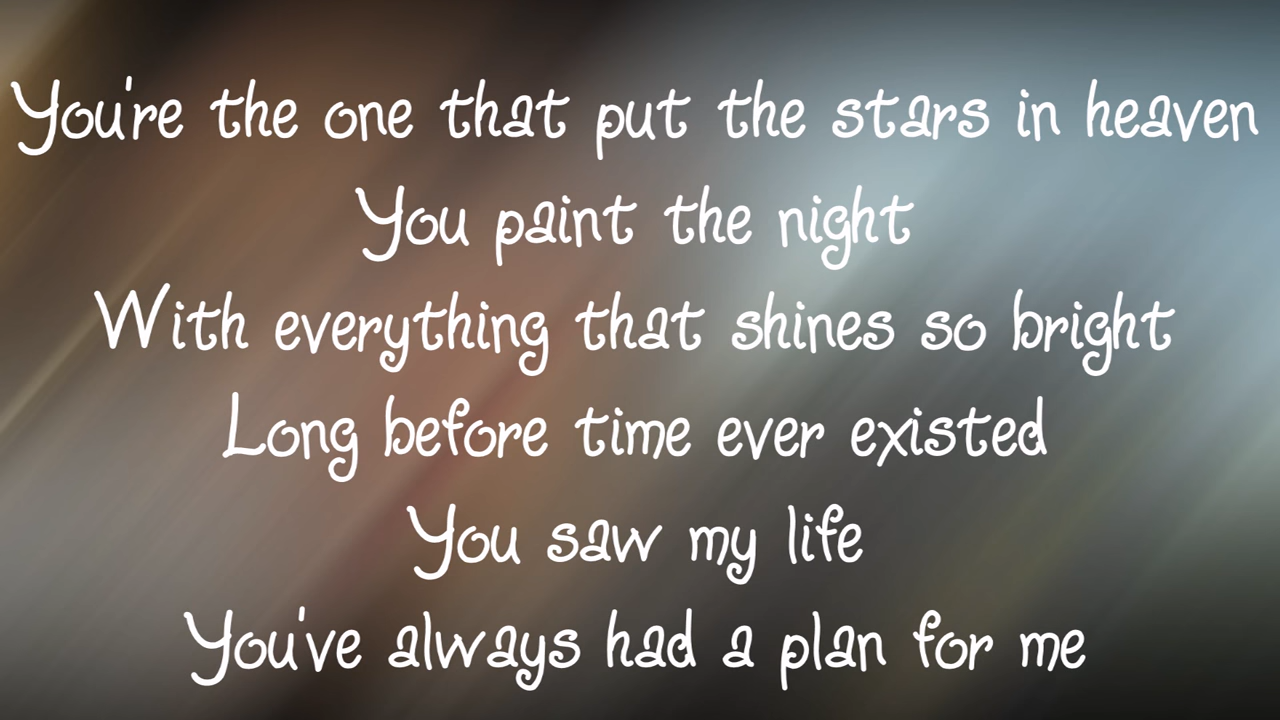 You're the one that put the stars in heaven
You paint the night
With everything that shines so bright
Long before time ever existed
You saw my life
You've always had a plan for me